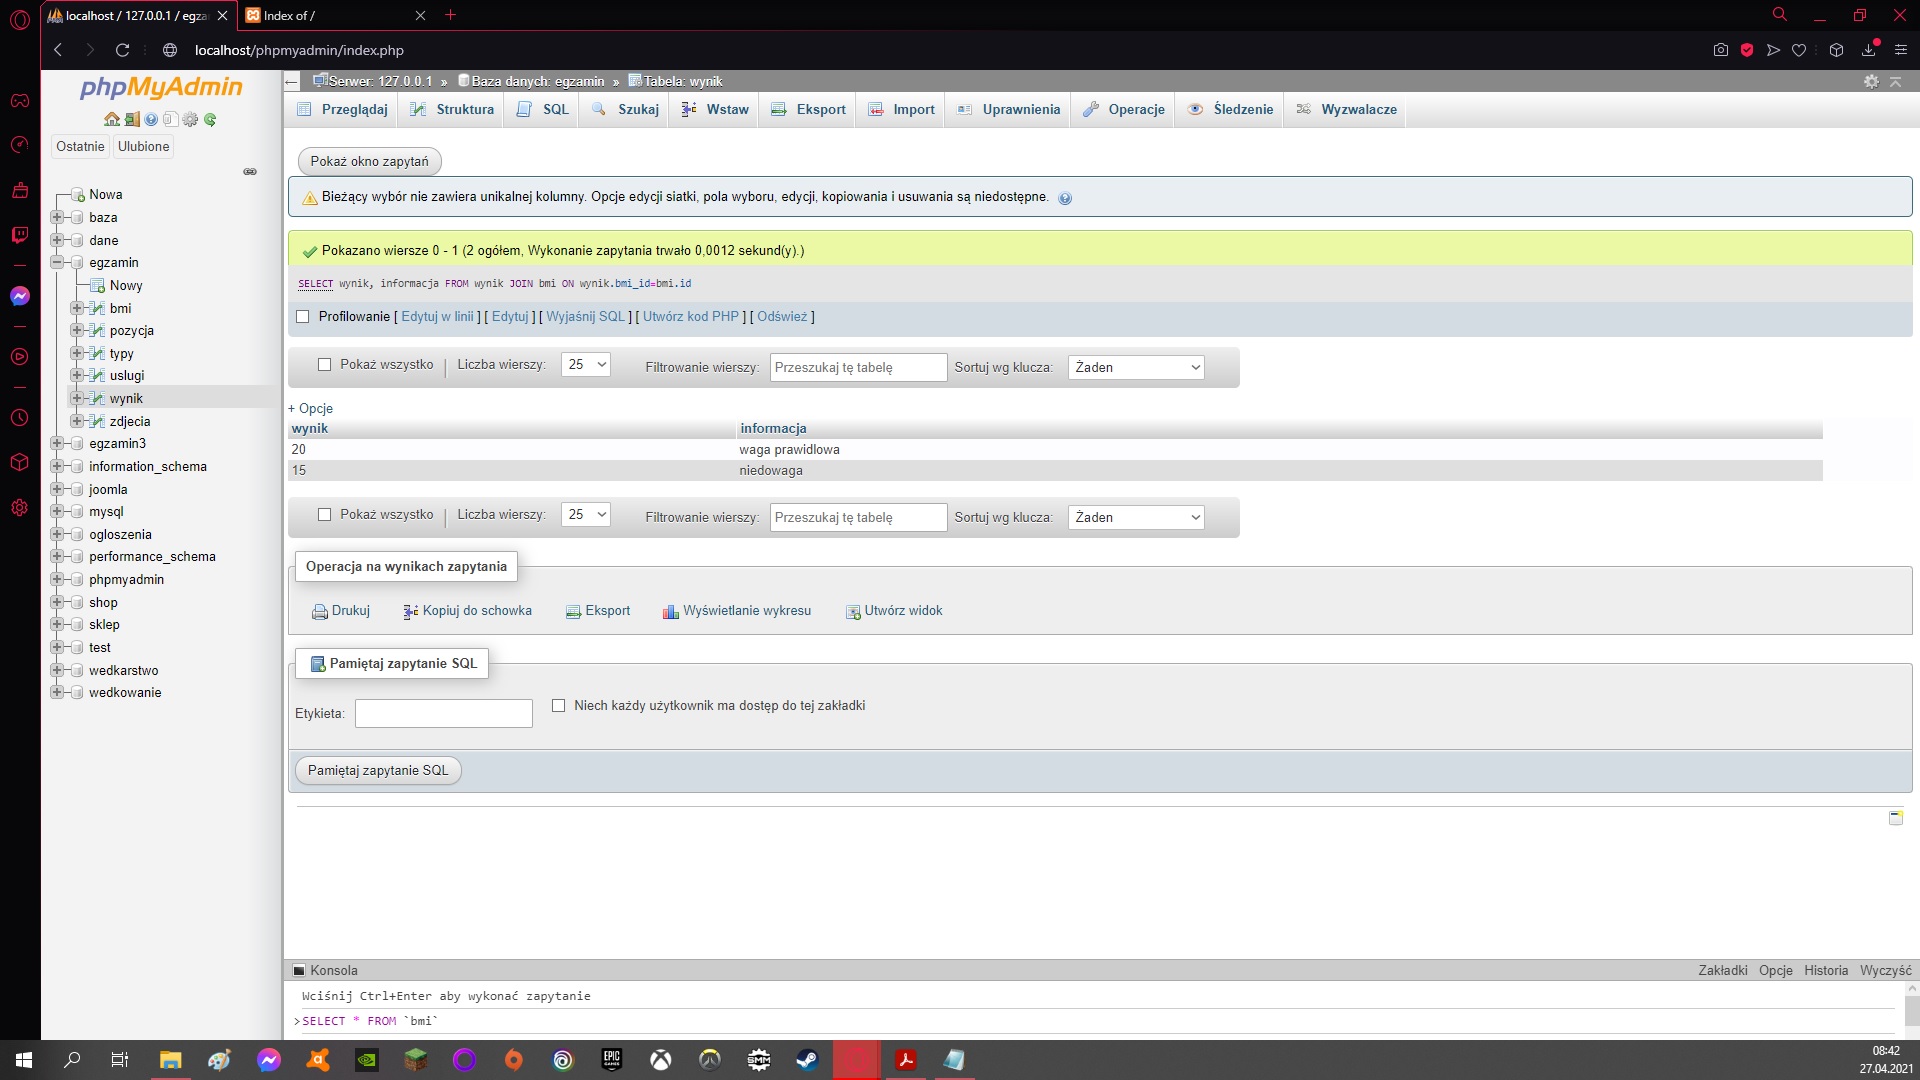 localhost / 127.0.0.1 / egza
Index of /
localhost/phpmyadmin/index.php
phpMyAdmin
Ostatnie
Ulubione
Nowa
baza
dane
egzamin
Nowy
bmi
pozycja
typy
uslugi
wynik
zdjecia
egzamin3
information_schema
joomla
mysql
ogloszenia
performance_schema
phpmyadmin
shop
sklep
test
wedkarstwo
wedkowanie
Serwer: 127.0.0.1 » Baza danych: egzamin » Tabela: wynik
Przeglądaj Struktura SQL Szukaj Wstaw Eksport Import Uprawnienia Operacje Śledzenie Wyzwalacze
Pokaż okno zapytań
Bieżący wybór nie zawiera unikalnej kolumny. Opcje edycji siatki, pola wyboru, edycji, kopiowania i usuwania są niedostępne.
Pokazano wiersze 0 - 1 (2 ogółem, Wykonanie zapytania trwało 0,0012 sekund(y).)
SELECT wynik, informacja FROM wynik JOIN bmi ON wynik.bmi_id=bmi.id
Profilowanie [ Edytuj w linii ] [ Edytuj ] [ Wyjaśnij SQL ] [ Utwórz kod PHP ] [ Odśwież ]
Pokaż wszystko | Liczba wierszy: 25 Filtrowanie wierszy: Przeszukaj tę tabelę Sortuj wg klucza: Żaden
+ Opcje
wynik informacja
20 waga prawidlowa
15 niedowaga
Pokaż wszystko | Liczba wierszy: 25 Filtrowanie wierszy: Przeszukaj tę tabelę Sortuj wg klucza: Żaden
Operacja na wynikach zapytania
Drukuj Kopiuj do schowka Eksport Wyświetlanie wykresu Utwórz widok
Pamiętaj zapytanie SQL
Etykieta: Niech każdy użytkownik ma dostęp do tej zakładki
Pamiętaj zapytanie SQL
Konsola Zakładki Opcje Historia Wyczyść
Wciśnij Ctrl+Enter aby wykonać zapytanie
>SELECT * FROM `bmi`
EPIC GAMES
SMM
08:42
27.04.2021